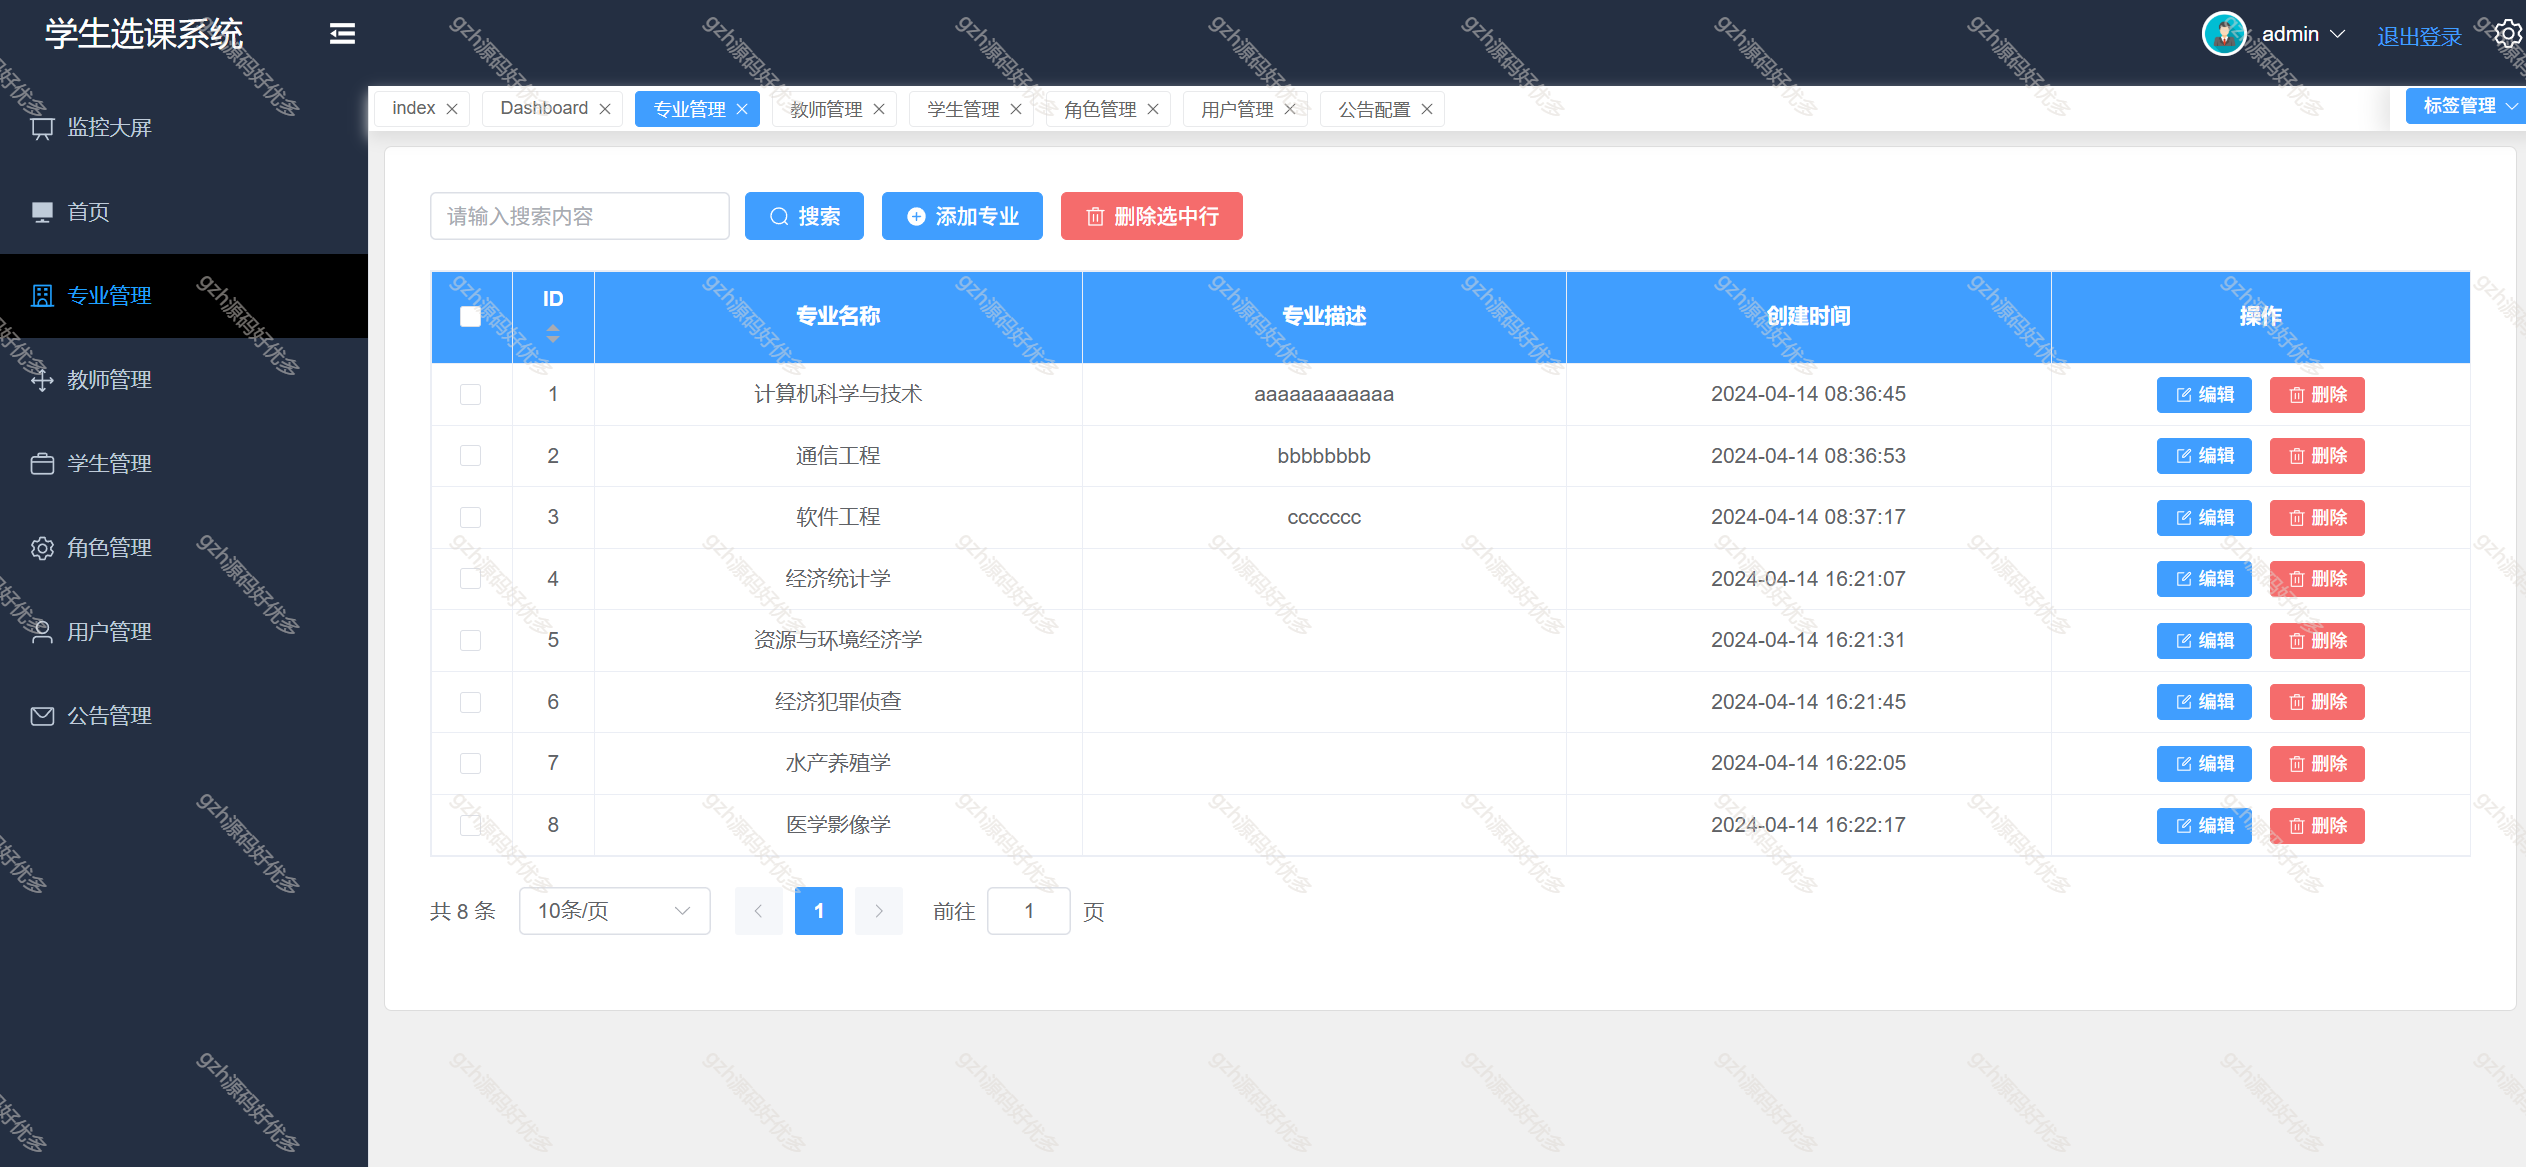 学生选课系统
admin
退出登录
监控大屏
首页
专业管理
教师管理
学生管理
角色管理
用户管理
公告管理
index
Dashboard
专业管理
教师管理
学生管理
角色管理
用户管理
公告配置
标签管理
请输入搜索内容
搜索
添加专业
删除选中行
ID 专业名称 专业描述 创建时间 操作
1 计算机科学与技术 aaaaaaaaaaaa 2024-04-14 08:36:45 编辑 删除
2 通信工程 bbbbbbbb 2024-04-14 08:36:53 编辑 删除
3 软件工程 ccccccc 2024-04-14 08:37:17 编辑 删除
4 经济统计学 2024-04-14 16:21:07 编辑 删除
5 资源与环境经济学 2024-04-14 16:21:31 编辑 删除
6 经济犯罪侦查 2024-04-14 16:21:45 编辑 删除
7 水产养殖学 2024-04-14 16:22:05 编辑 删除
8 医学影像学 2024-04-14 16:22:17 编辑 删除
共 8 条 10条/页 1 前往 1 页
gzh源码好优多